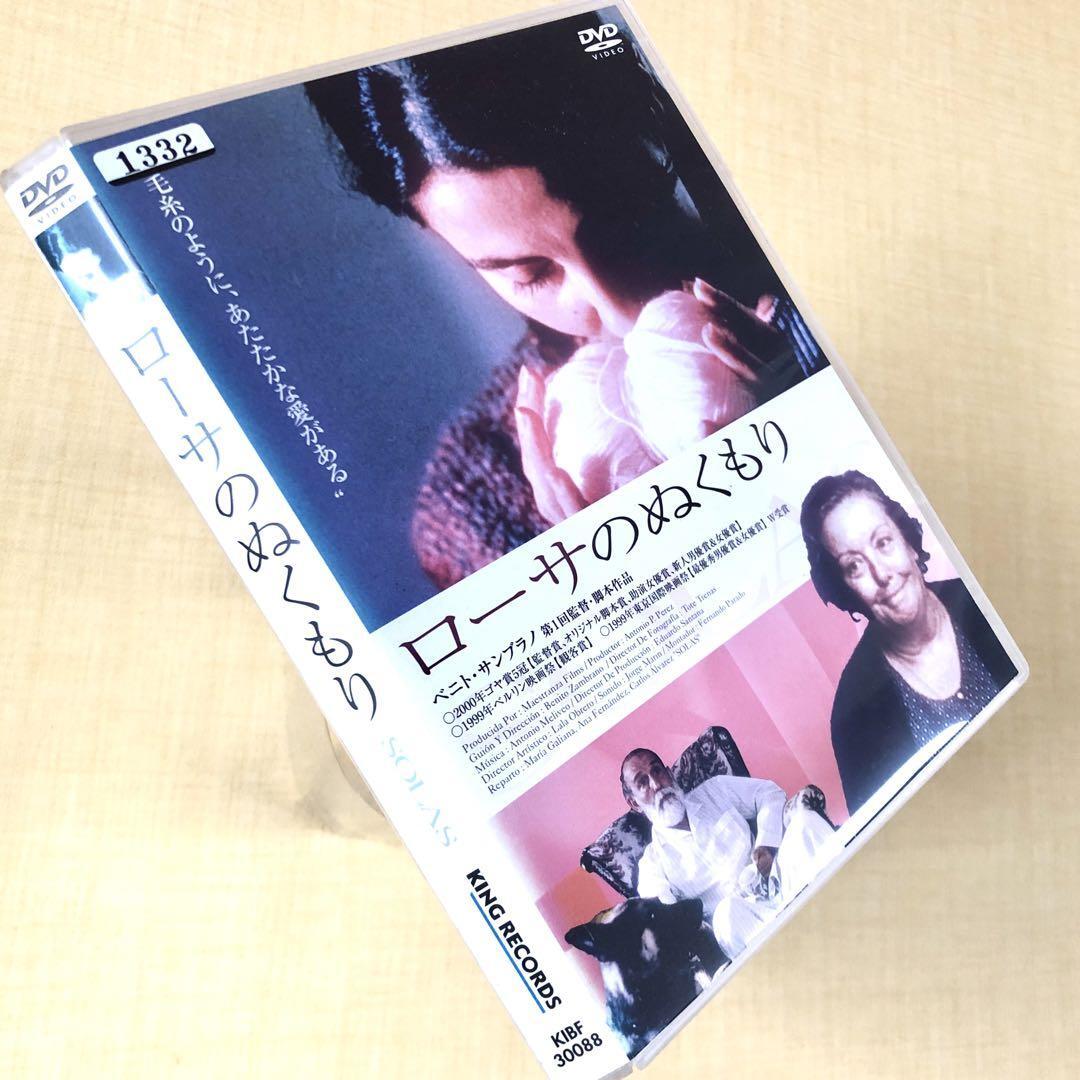 DVD
VIDEO
1332
毛糸のように、あたたかな愛がある〟
ローサのぬくもり
ベニト・サンブラノ 第1回監督・脚本作品
○2000年ゴヤ賞5冠【監督賞、オリジナル脚本賞、助演女優賞、新人男優賞&女優賞】
○1999年ベルリン映画祭【観客賞】 ○1999年東京国際映画祭【最優秀男優賞&女優賞】W受賞
Producida Por : Maestranza Films / Productor : Antonio P. Perez
Guión Y Dirección : Benito Zambrano / Director De Fotografía : Tote Trenas
Música : Antonio Meliveo / Director De Producción : Eduardo Santana
Director Artístico : Lala Obrero / Sonido : Jorge Marin / Montador : Fernando Pardo
Reparto : María Galiana, Ana Fernández, Carlos Alvarez "SOLAS"
DVD
VIDEO
ローサのぬくもり
SOLAS
KING RECORDS
KIBF
30088